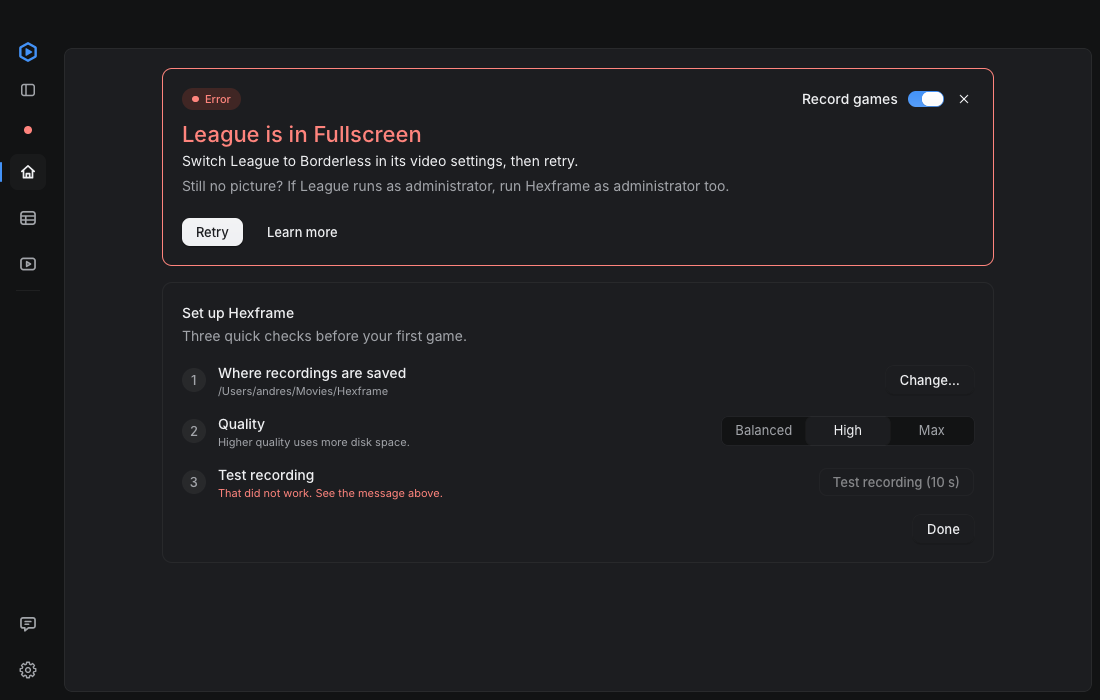 Error
Record games
League is in Fullscreen
Switch League to Borderless in its video settings, then retry.
Still no picture? If League runs as administrator, run Hexframe as administrator too.
Retry
Learn more
Set up Hexframe
Three quick checks before your first game.
1
Where recordings are saved
/Users/andres/Movies/Hexframe
Change...
2
Quality
Higher quality uses more disk space.
Balanced
High
Max
3
Test recording
That did not work. See the message above.
Test recording (10 s)
Done